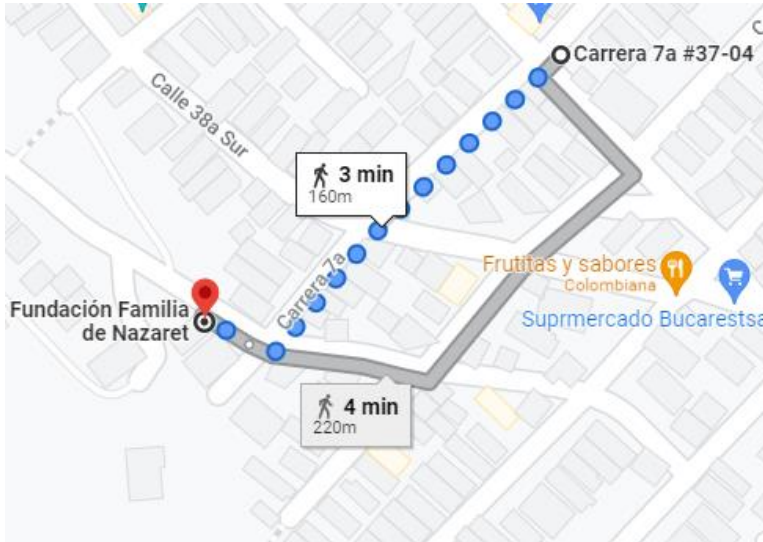 Carrera 7a #37-04
Calle 38a Sur
3 min
160m
Carrera 7a
Frutitas y sabores
Colombiana
Suprmercado Bucarestsa
Fundación Familia
de Nazaret
4 min
220m